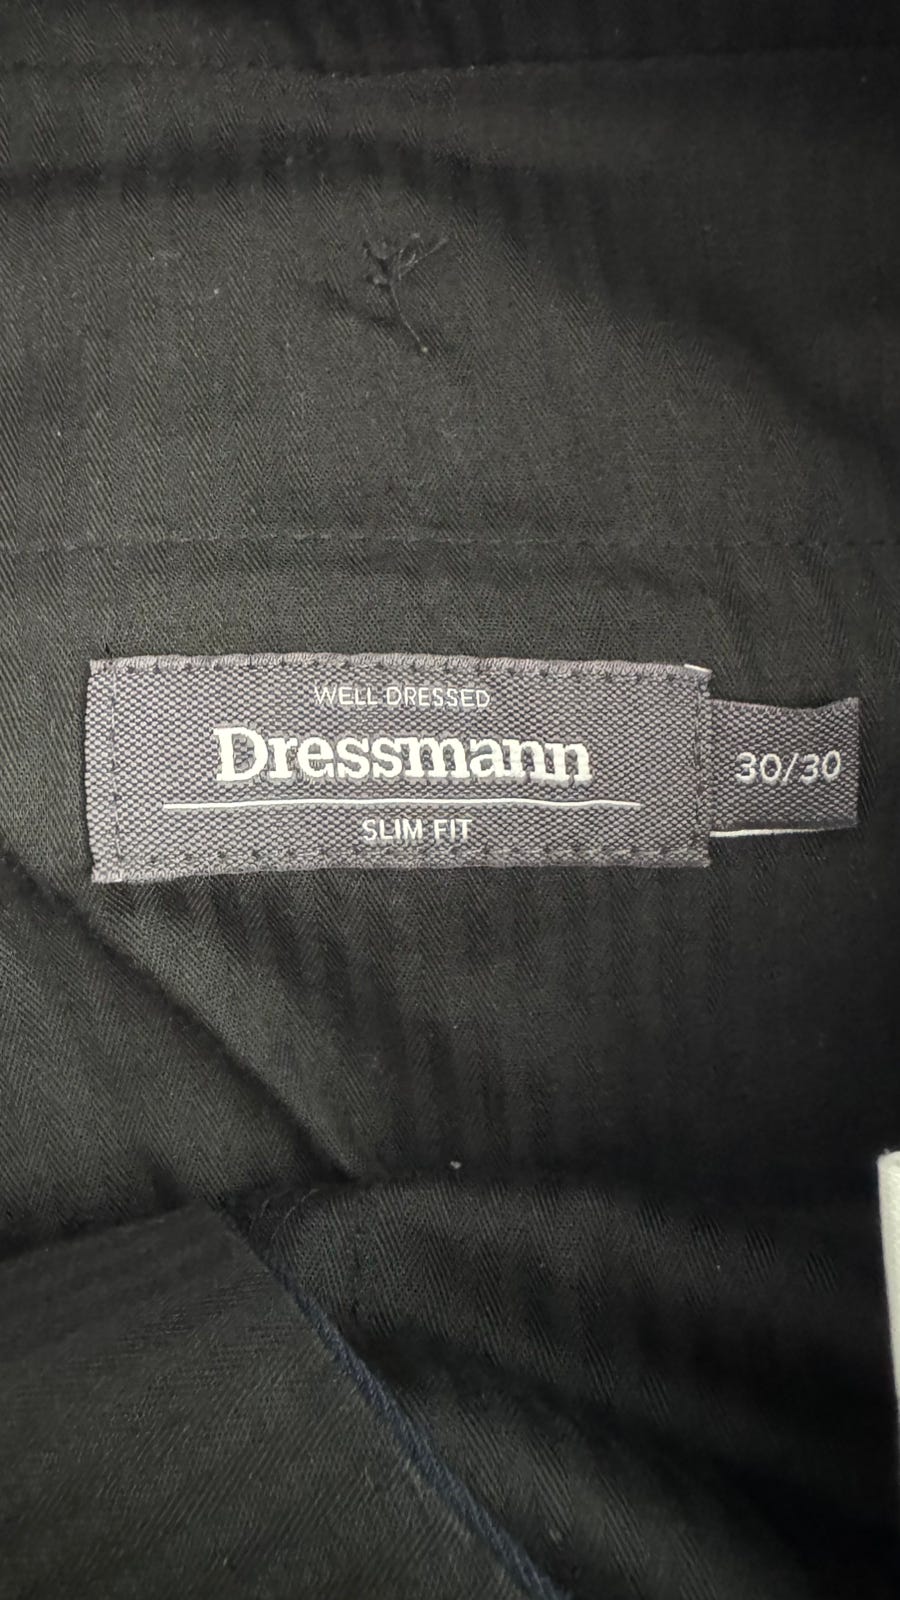 WELL DRESSED
Dressmann
SLIM FIT
30/30